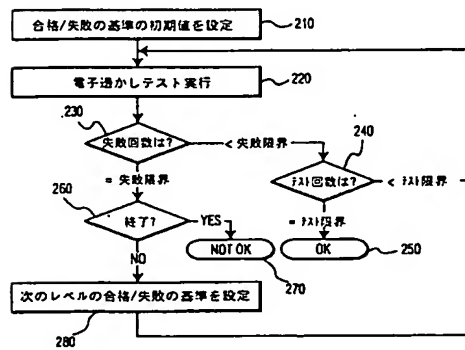 合格/失敗の基準の初期値を設定
210
電子透かしテスト実行
220
230
失敗回数は?
< 失敗限界
240
= 失敗限界
テスト回数は?
< テスト限界
260
終了?
YES
= テスト限界
NOT OK
OK
250
NO
270
次のレベルの合格/失敗の基準を設定
280